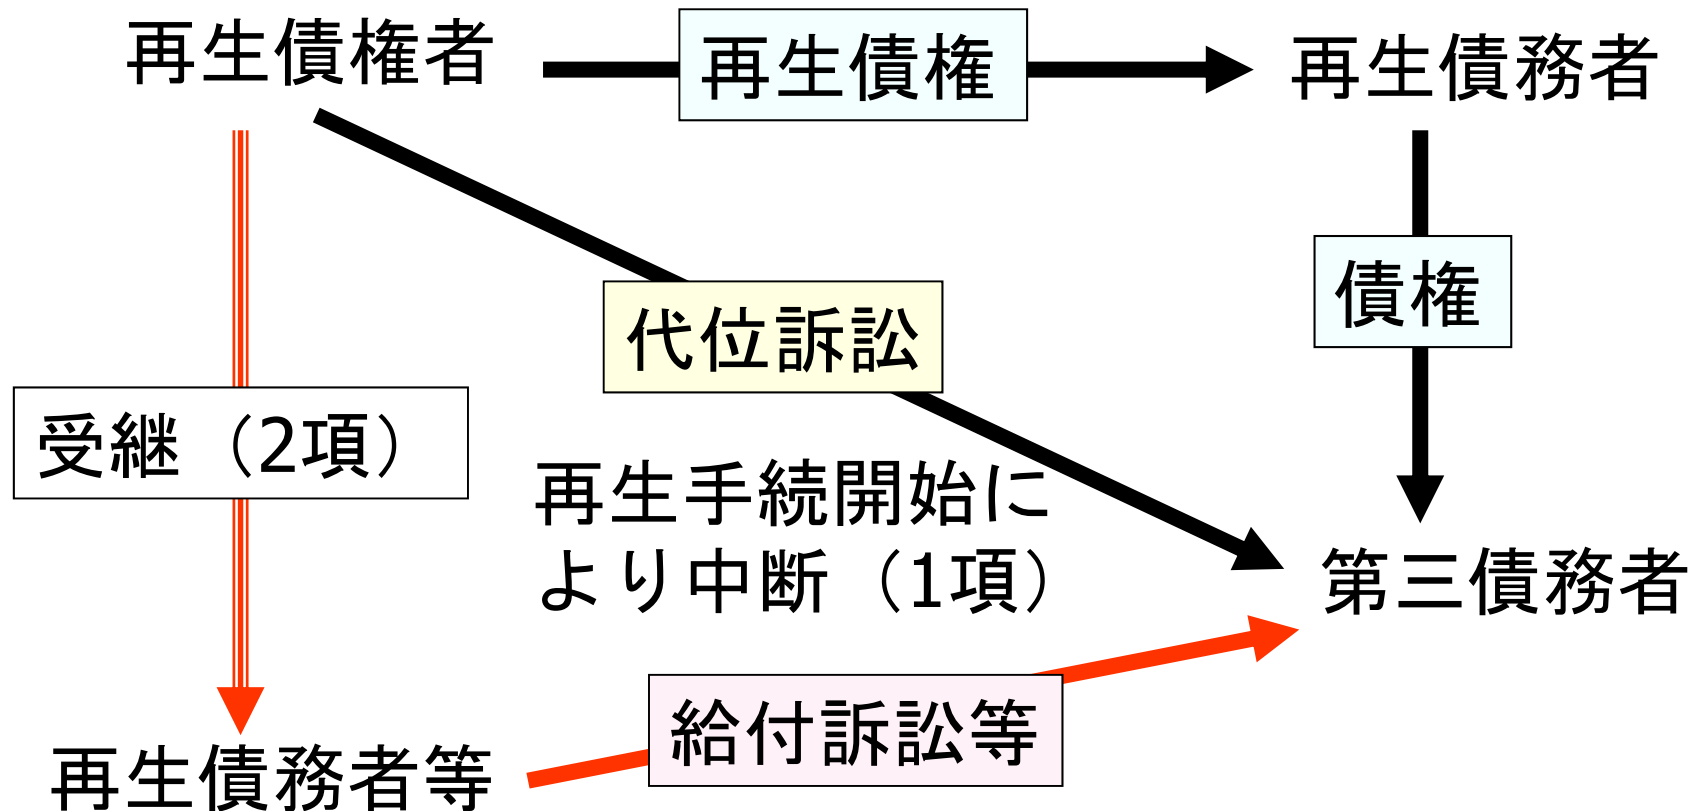 再生債権者
再生債権
再生債務者
債権
代位訴訟
受継（2項）
再生手続開始に
より中断（1項）
第三債務者
給付訴訟等
再生債務者等